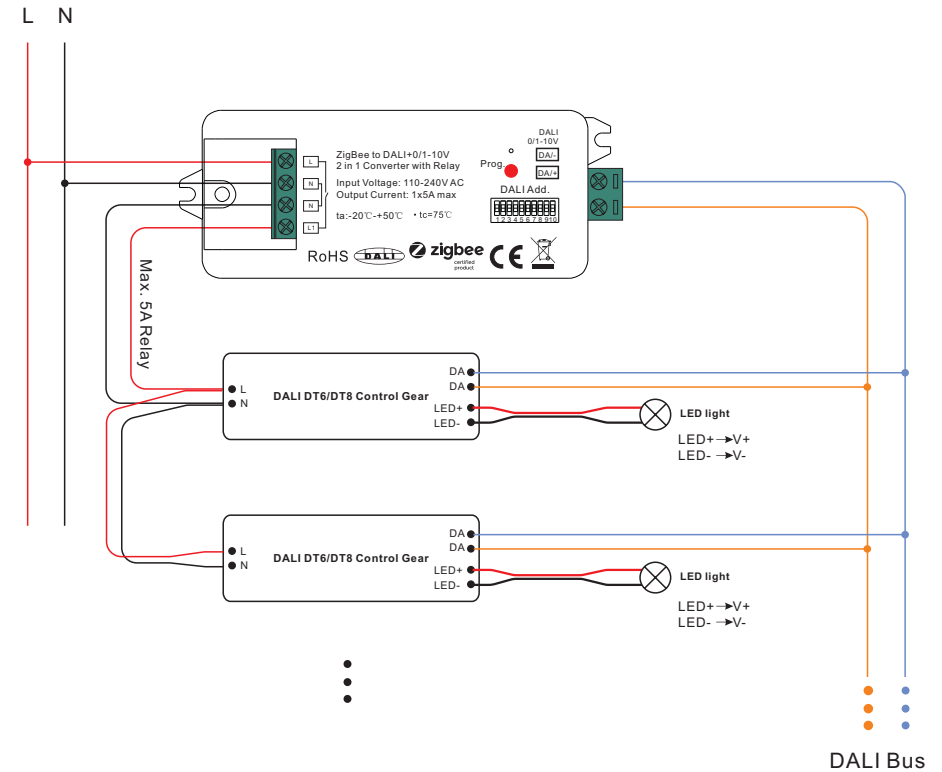 L N
ZigBee to DALI+0/1-10V
2 in 1 Converter with Relay
Input Voltage: 110-240V AC
Output Current: 1x5A max
ta:-20℃-+50℃ •tc=75℃
L
N
N
L1
RoHS DALI zigbee
certified
product
CE
Prog.
DALI
0/1-10V
DA/-
DA/+
DALI Add.
1 2 3 4 5 6 7 8 9 10
Max. 5A Relay
L
N
DALI DT6/DT8 Control Gear
DA
DA
LED+
LED-
LED light
LED+→V+
LED- →V-
L
N
DALI DT6/DT8 Control Gear
DA
DA
LED+
LED-
LED light
LED+→V+
LED- →V-
DALI Bus